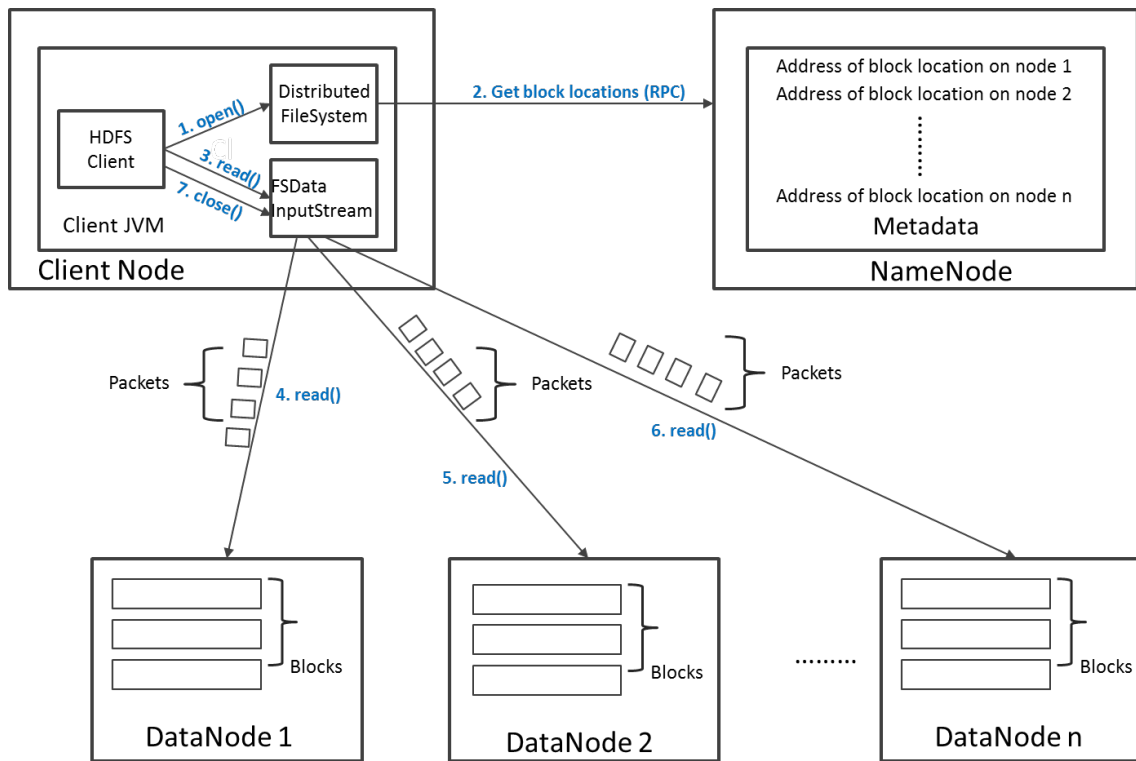 HDFS
Client
Distributed
FileSystem
FSData
InputStream
1. open()
3. read()
7. close()
Client JVM
Client Node
2. Get block locations (RPC)
Address of block location on node 1
Address of block location on node 2
Address of block location on node n
Metadata
NameNode
Packets
4. read()
Packets
5. read()
Packets
6. read()
Blocks
DataNode 1
Blocks
DataNode 2
.........
Blocks
DataNode n